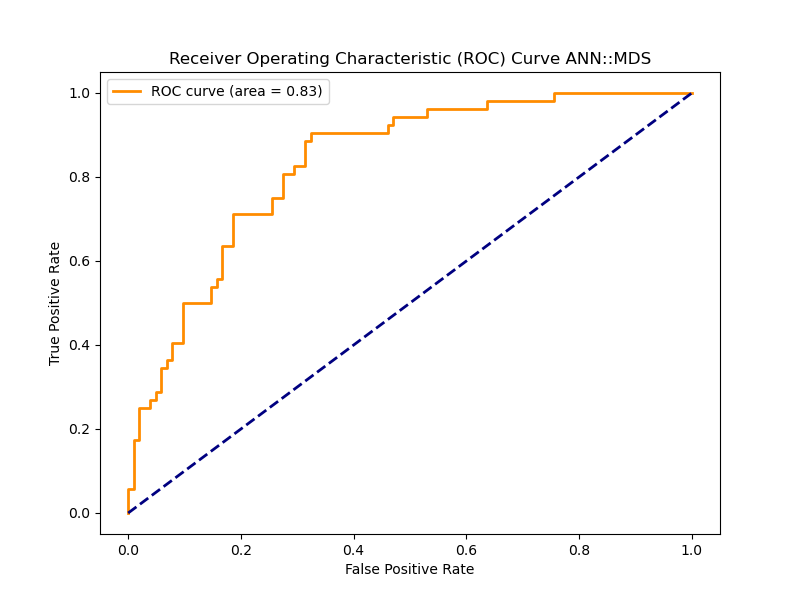 Receiver Operating Characteristic (ROC) Curve ANN::MDS
ROC curve (area = 0.83)
1.0
0.8
0.6
0.4
0.2
0.0
True Positive Rate
0.0 0.2 0.4 0.6 0.8 1.0
False Positive Rate